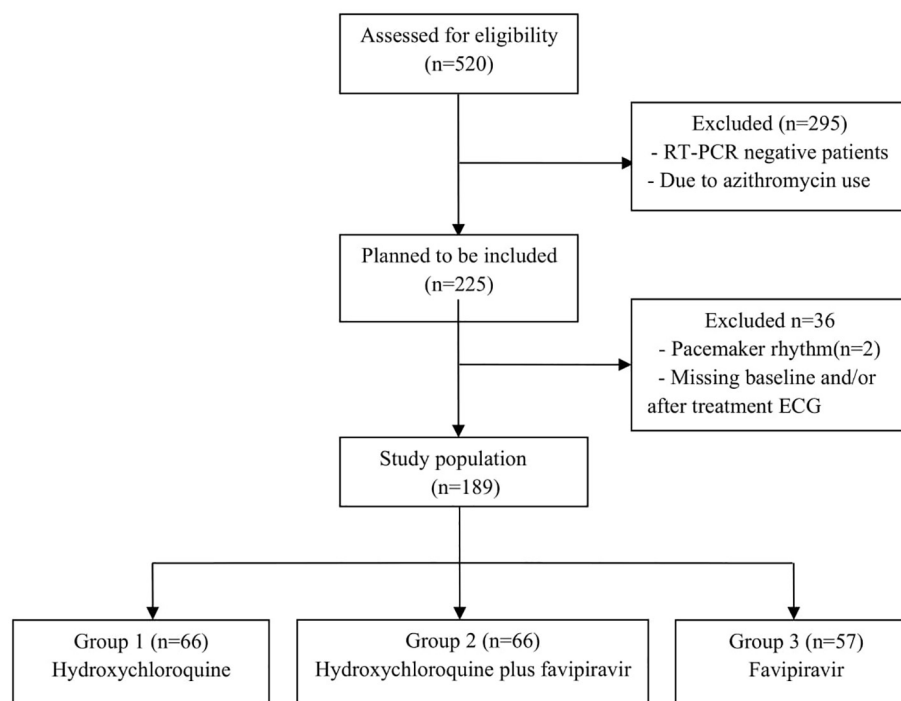 Assessed for eligibility
(n=520)
Excluded (n=295)
- RT-PCR negative patients
- Due to azithromycin use
Planned to be included
(n=225)
Excluded n=36
- Pacemaker rhythm(n=2)
- Missing baseline and/or
after treatment ECG
Study population
(n=189)
Group 1 (n=66)
Hydroxychloroquine
Group 2 (n=66)
Hydroxychloroquine plus favipiravir
Group 3 (n=57)
Favipiravir